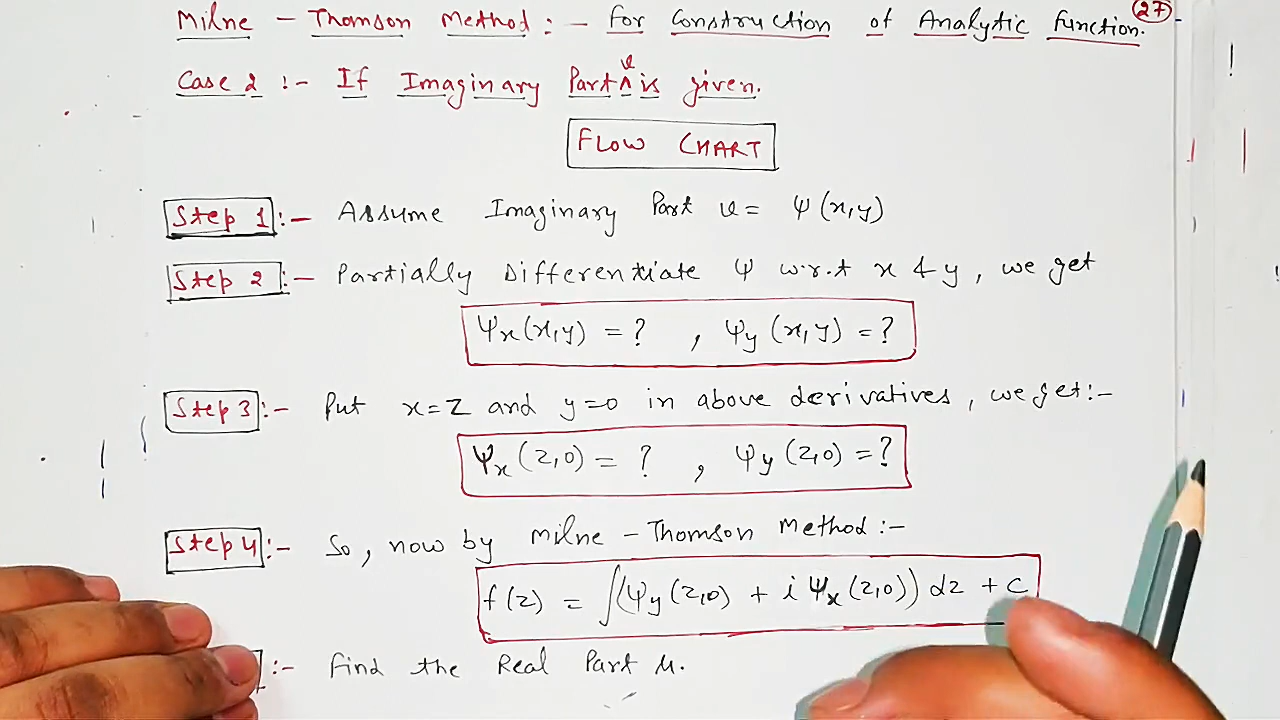 Milne - Thomson Method :- for Construction of Analytic function. 27
Case 2 :- If Imaginary Part v is given.
FLOW CHART
Step 1 :- Assume Imaginary Part v = ψ(x,y)
Step 2 :- Partially Differentiate ψ w.r.t x & y, we get
ψx(x,y) = ? , ψy(x,y) = ?
Step 3 :- Put x=z and y=0 in above derivatives, we get:-
ψx(z,0) = ? , ψy(z,0) = ?
Step 4 :- So, now by Milne - Thomson Method :-
f(z) = ∫(ψy(z,0) + i ψx(z,0)) dz + c
:- find the Real Part u.